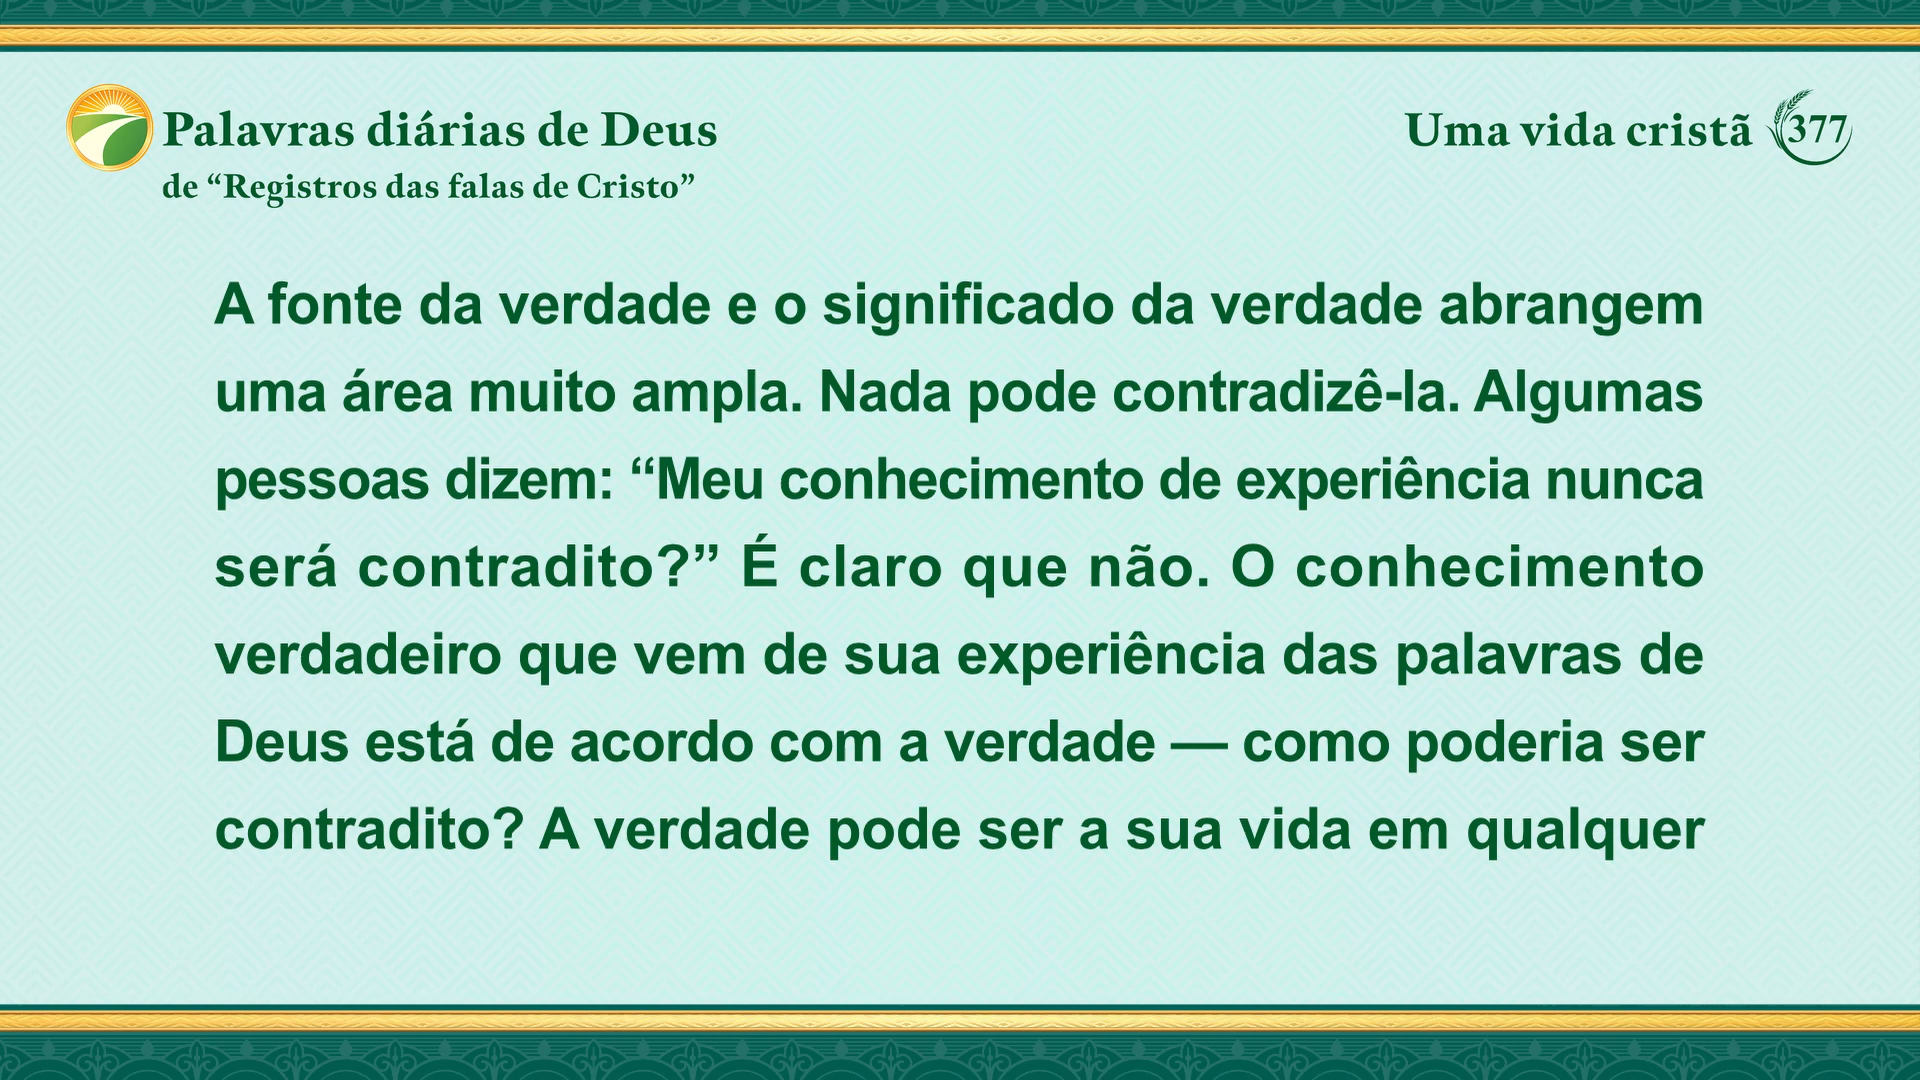 Palavras diárias de Deus
de “Registros das falas de Cristo”
Uma vida cristã 377
A fonte da verdade e o significado da verdade abrangem
uma área muito ampla. Nada pode contradizê-la. Algumas
pessoas dizem: “Meu conhecimento de experiência nunca
será contradito?” É claro que não. O conhecimento
verdadeiro que vem de sua experiência das palavras de
Deus está de acordo com a verdade — como poderia ser
contradito? A verdade pode ser a sua vida em qualquer